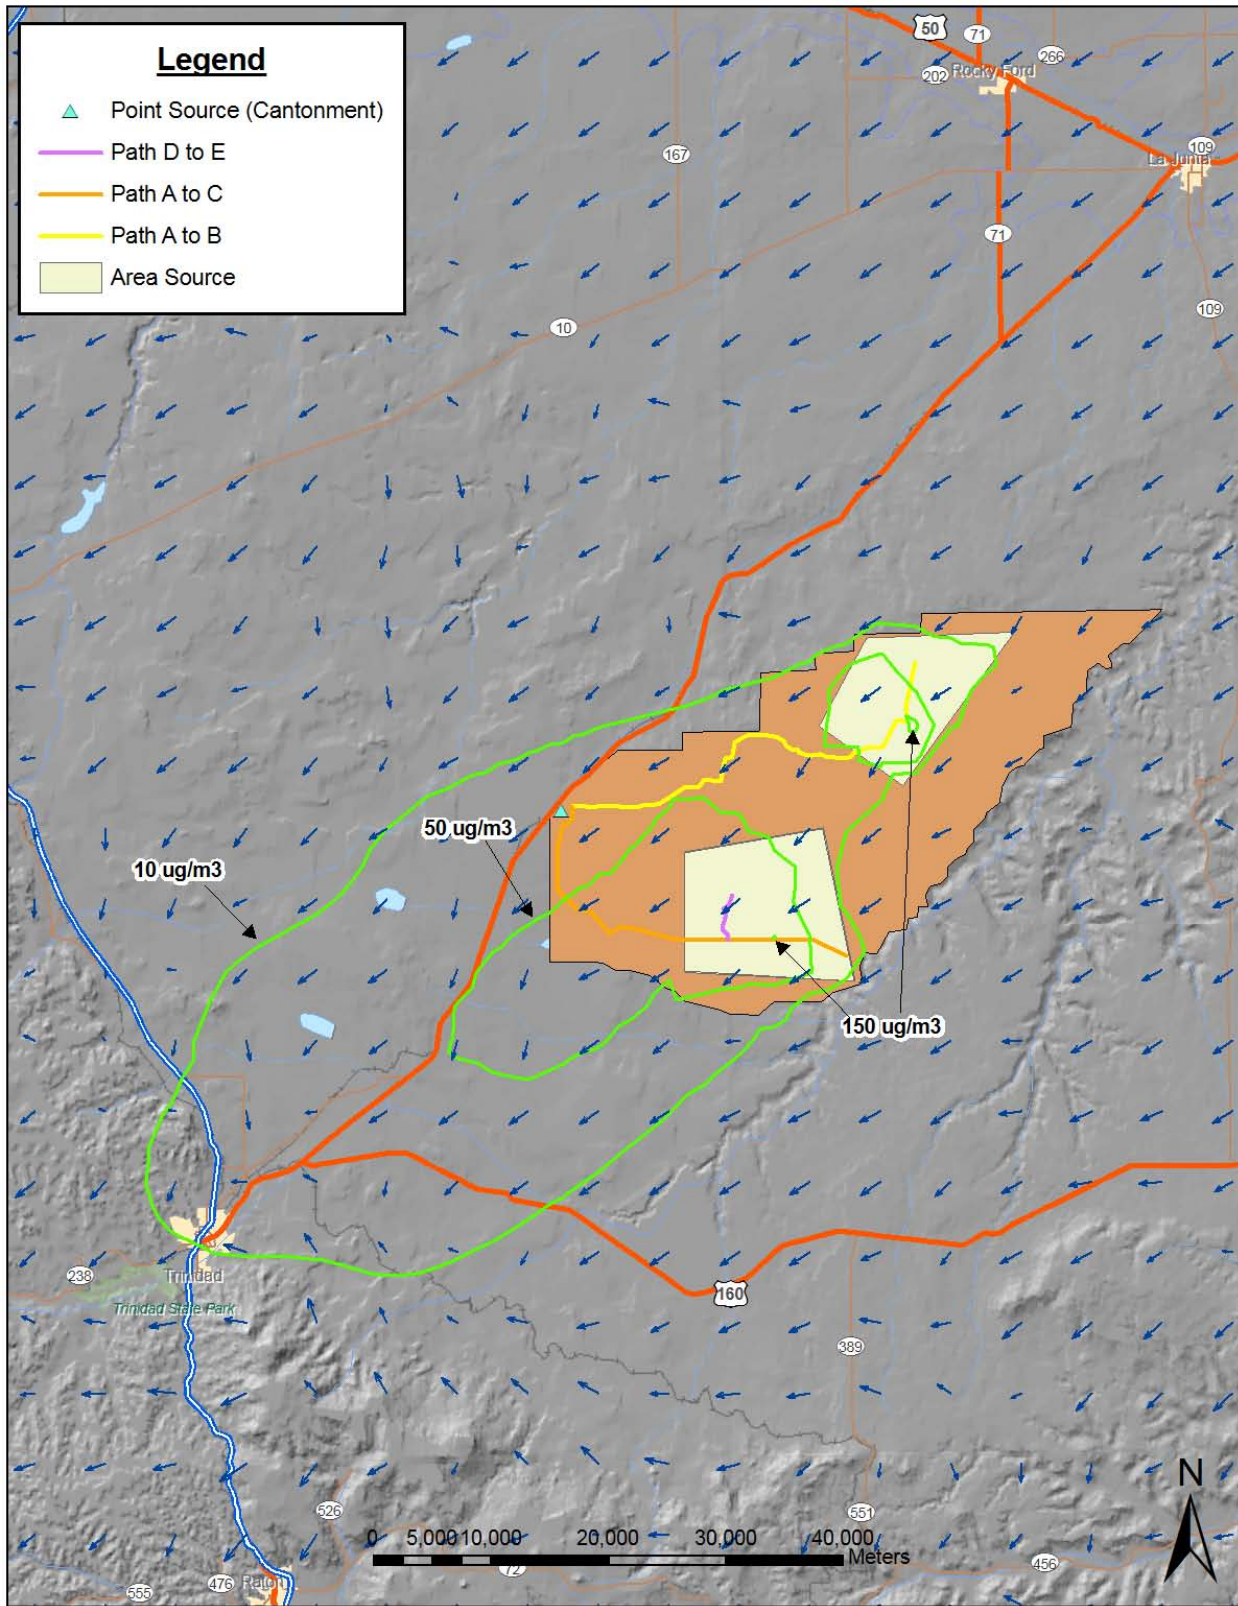 Legend
Point Source (Cantonment)
Path D to E
Path A to C
Path A to B
Area Source
50
71
266
202
Rocky Ford
109
La Junta
167
71
109
10
50 ug/m3
10 ug/m3
150 ug/m3
238
Trinidad
Trinidad State Park
160
389
N
526
551
0 5,000 10,000 20,000 30,000 40,000
Meters
72
456
476
Raton
555